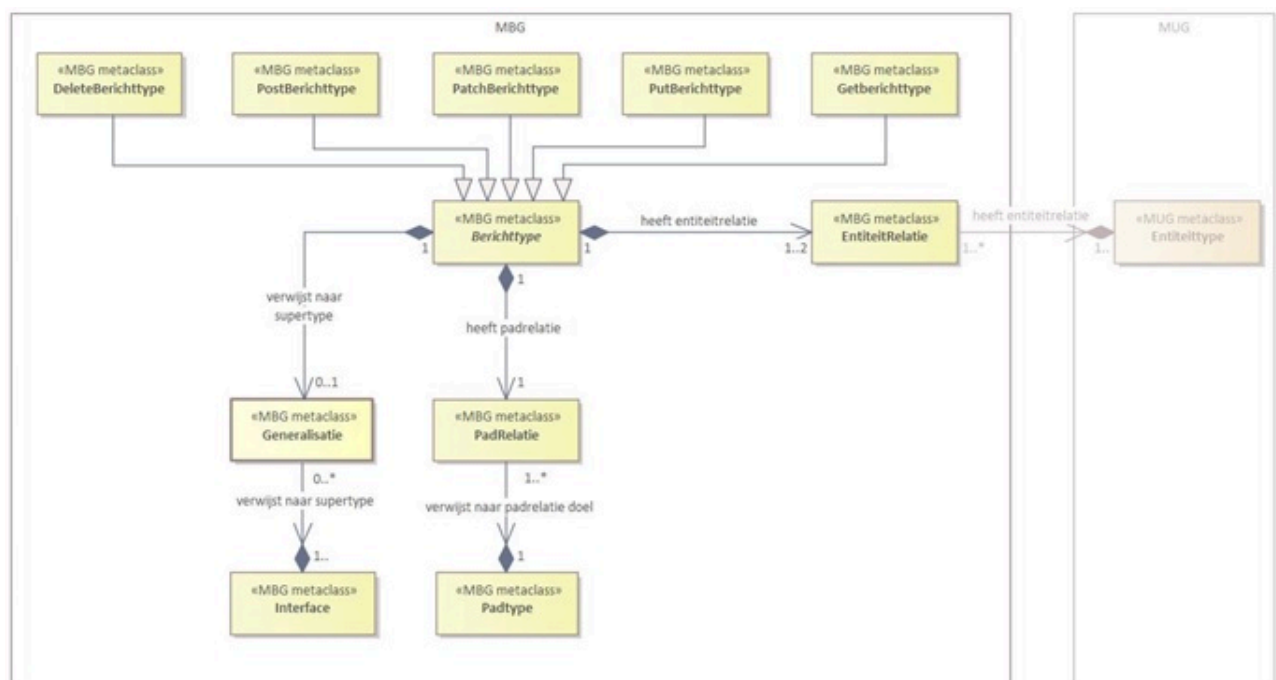 MBG
MUG
«MBG metaclass»
DeleteBerichttype
«MBG metaclass»
PostBerichttype
«MBG metaclass»
PatchBerichttype
«MBG metaclass»
PutBerichttype
«MBG metaclass»
Getberichttype
«MBG metaclass»
Berichttype
1
1
heeft entiteitrelatie
1..2
«MBG metaclass»
EntiteitRelatie
heeft entiteitrelatie
1..*
1..
«MUG metaclass»
Entiteittype
1
verwijst naar
supertype
heeft padrelatie
0..1
1
«MBG metaclass»
Generalisatie
«MBG metaclass»
PadRelatie
0..*
1..*
verwijst naar supertype
verwijst naar padrelatie doel
1..
1
«MBG metaclass»
Interface
«MBG metaclass»
Padtype